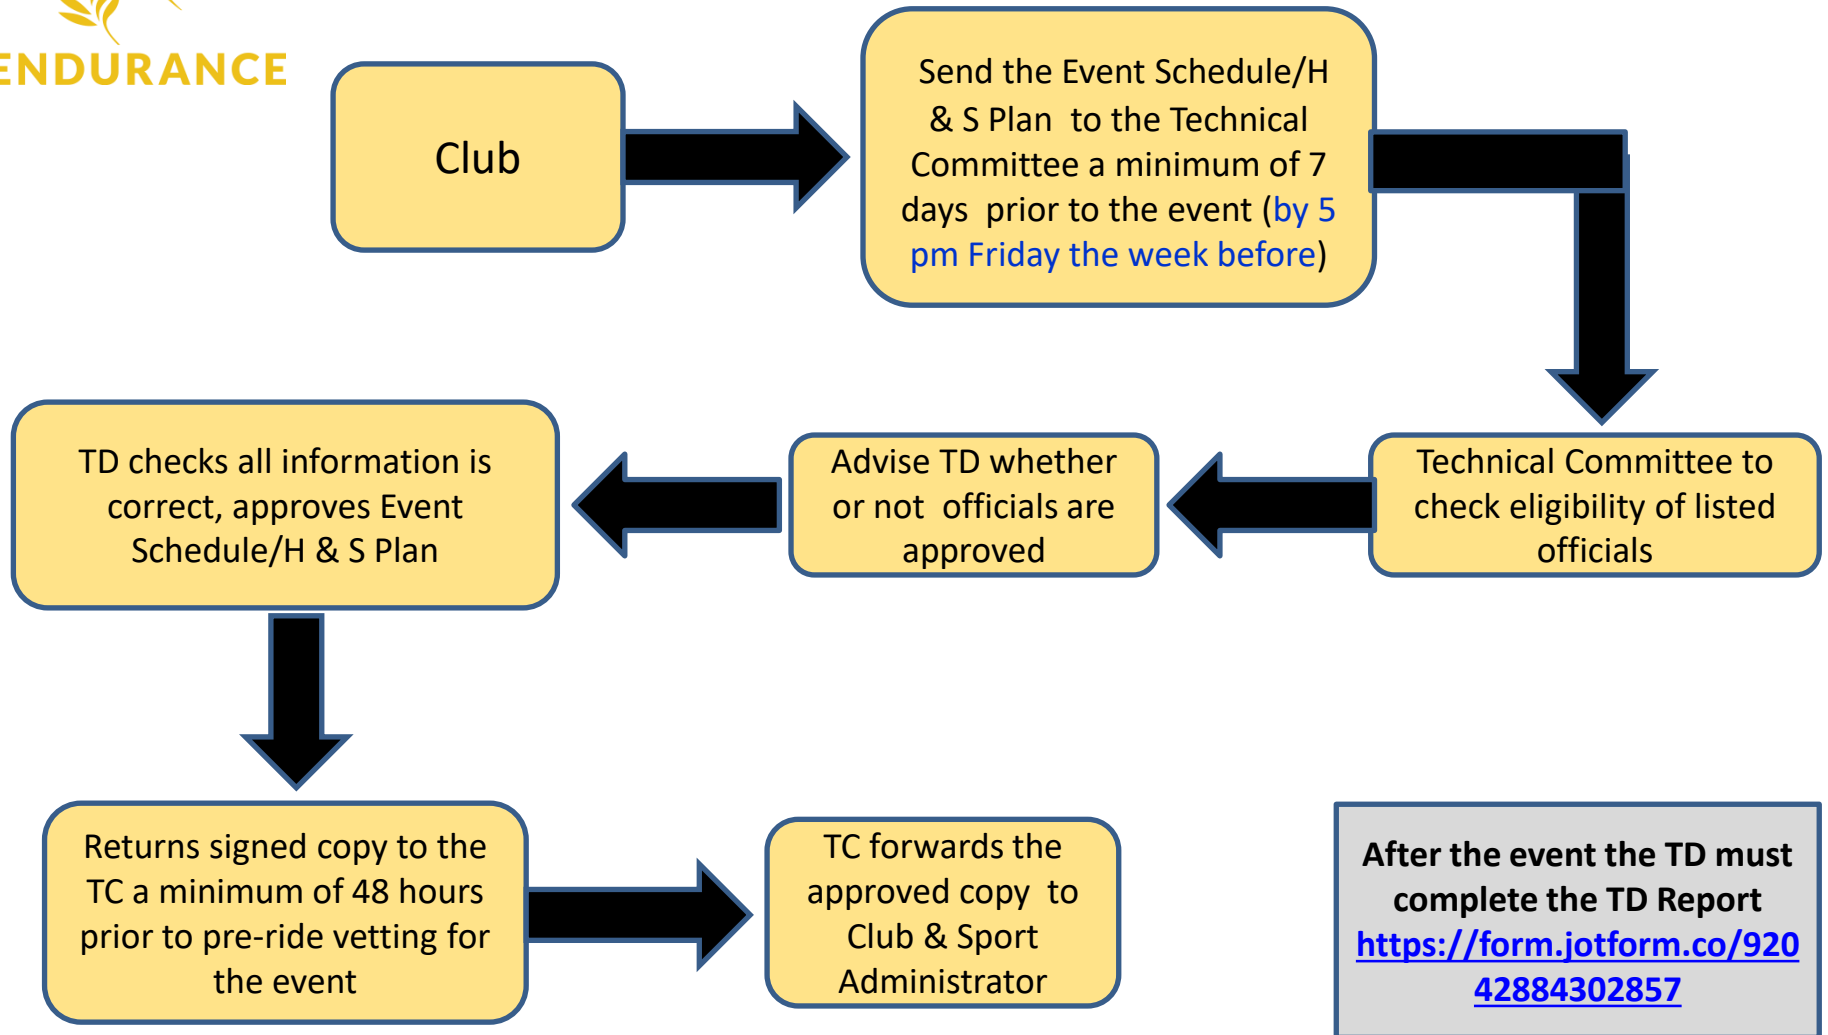 ENDURANCE
Club
Send the Event Schedule/H
& S Plan to the Technical
Committee a minimum of 7
days prior to the event (by 5
pm Friday the week before)
Technical Committee to
check eligibility of listed
officials
Advise TD whether
or not officials are
approved
TD checks all information is
correct, approves Event
Schedule/H & S Plan
Returns signed copy to the
TC a minimum of 48 hours
prior to pre-ride vetting for
the event
TC forwards the
approved copy to
Club & Sport
Administrator
After the event the TD must
complete the TD Report
https://form.jotform.co/920
42884302857